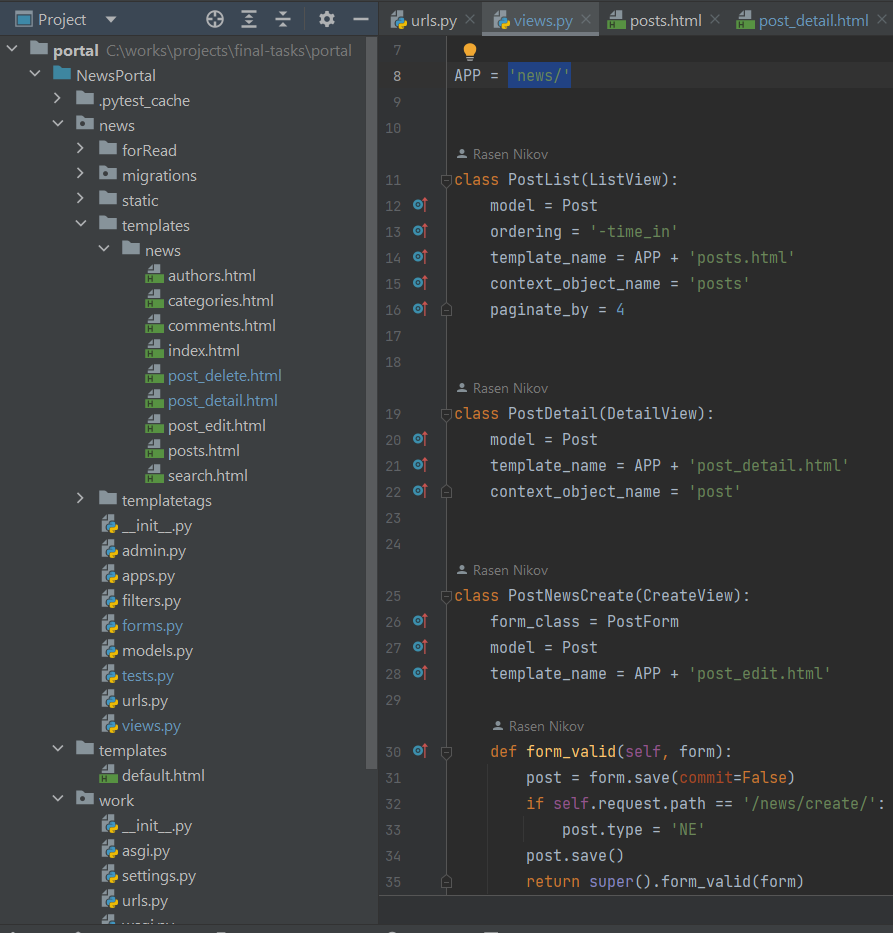 Project
urls.py
views.py
posts.html
post_detail.html
portal C:\works\projects\final-tasks\portal
NewsPortal
.pytest_cache
news
forRead
migrations
static
templates
news
authors.html
categories.html
comments.html
index.html
post_delete.html
post_detail.html
post_edit.html
posts.html
search.html
templatetags
__init__.py
admin.py
apps.py
filters.py
forms.py
models.py
tests.py
urls.py
views.py
templates
default.html
work
__init__.py
asgi.py
settings.py
urls.py
7
8 APP = 'news/'
9
10
Rasen Nikov
11 class PostList(ListView):
12 model = Post
13 ordering = '-time_in'
14 template_name = APP + 'posts.html'
15 context_object_name = 'posts'
16 paginate_by = 4
17
18
Rasen Nikov
19 class PostDetail(DetailView):
20 model = Post
21 template_name = APP + 'post_detail.html'
22 context_object_name = 'post'
23
24
Rasen Nikov
25 class PostNewsCreate(CreateView):
26 form_class = PostForm
27 model = Post
28 template_name = APP + 'post_edit.html'
29
Rasen Nikov
30 def form_valid(self, form):
31 post = form.save(commit=False)
32 if self.request.path == '/news/create/':
33 post.type = 'NE'
34 post.save()
35 return super().form_valid(form)